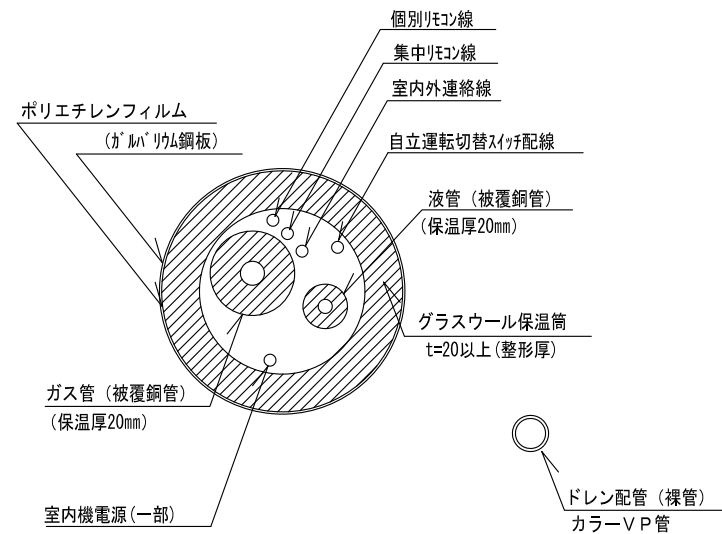 個別ﾘﾓｺﾝ線
集中ﾘﾓｺﾝ線
室内外連絡線
自立運転切替ｽｲｯﾁ配線
ポリエチレンフィルム
(ｶﾞﾙﾊﾞﾘｳﾑ鋼板)
液管（被覆銅管）
(保温厚20mm)
グラスウール保温筒
t=20以上(整形厚)
ガス管（被覆銅管）
(保温厚20mm)
室内機電源(一部)
ドレン配管（裸管）
カラーＶＰ管